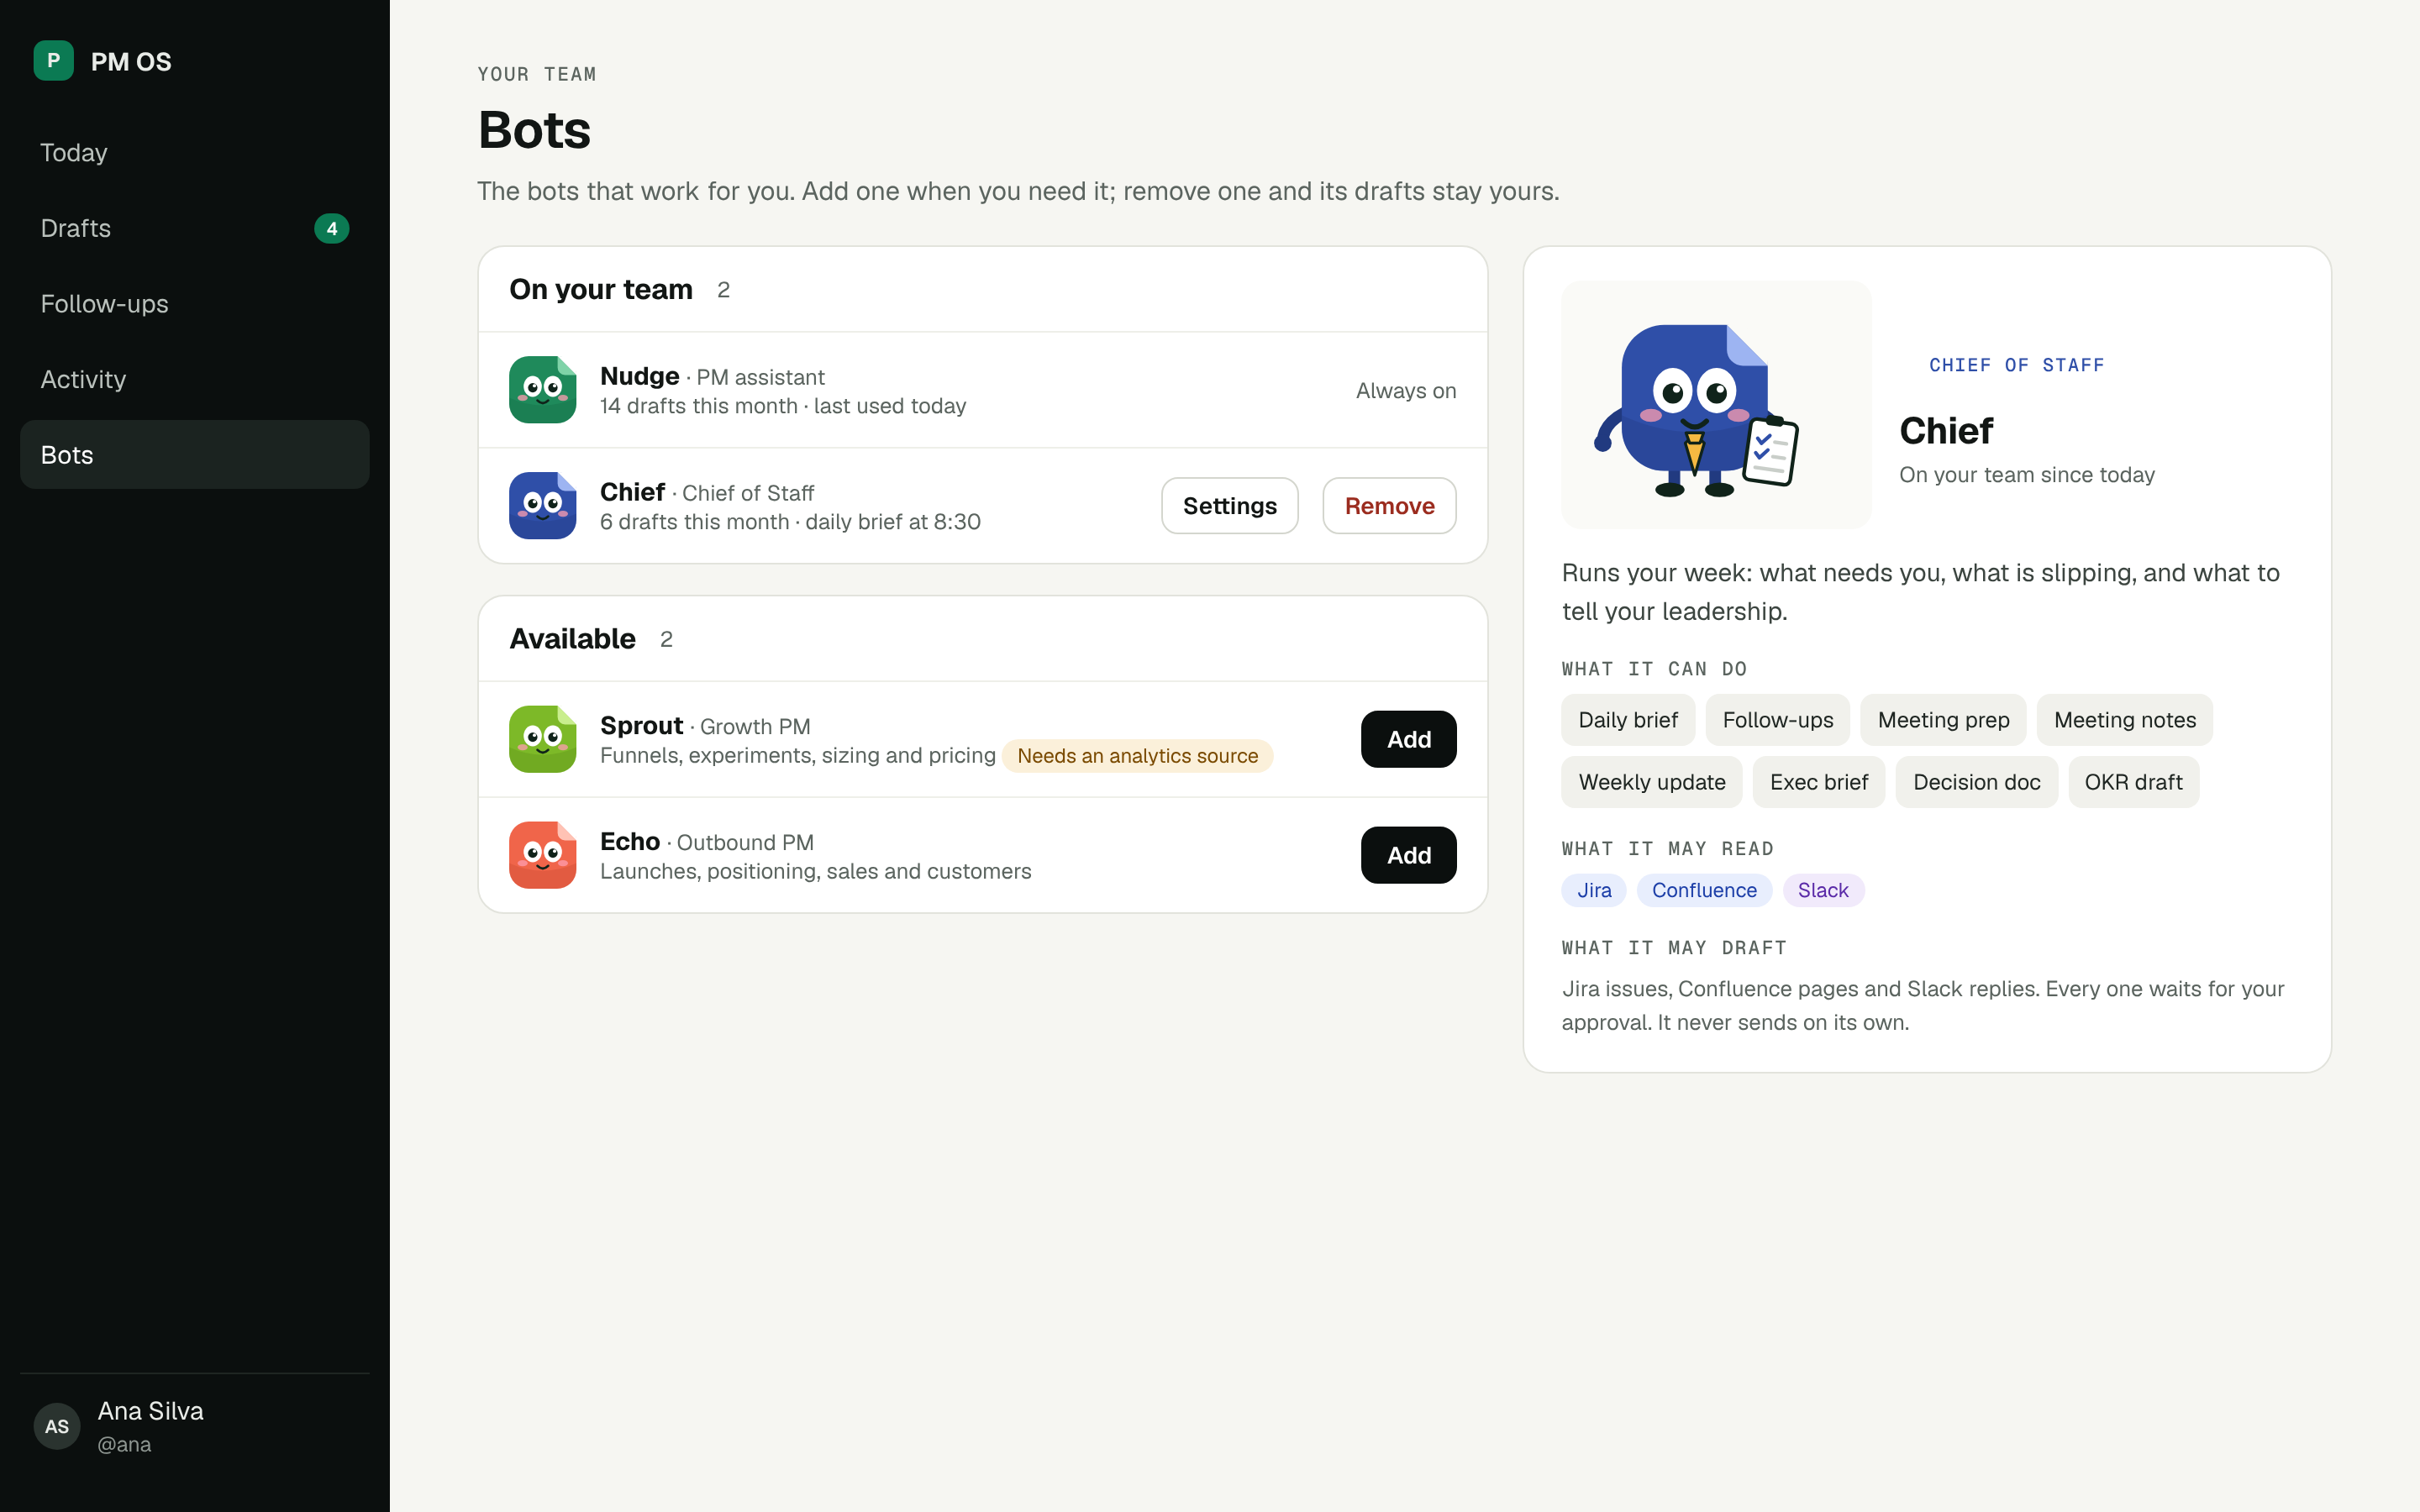 P PM OS
Today
Drafts 4
Follow-ups
Activity
Bots
AS Ana Silva
@ana
YOUR TEAM
Bots
The bots that work for you. Add one when you need it; remove one and its drafts stay yours.
On your team 2
Nudge · PM assistant
14 drafts this month · last used today
Always on
Chief · Chief of Staff
6 drafts this month · daily brief at 8:30
Settings Remove
Available 2
Sprout · Growth PM
Funnels, experiments, sizing and pricing Needs an analytics source
Add
Echo · Outbound PM
Launches, positioning, sales and customers
Add
CHIEF OF STAFF
Chief
On your team since today
Runs your week: what needs you, what is slipping, and what to
tell your leadership.
WHAT IT CAN DO
Daily brief Follow-ups Meeting prep Meeting notes
Weekly update Exec brief Decision doc OKR draft
WHAT IT MAY READ
Jira Confluence Slack
WHAT IT MAY DRAFT
Jira issues, Confluence pages and Slack replies. Every one waits for your
approval. It never sends on its own.